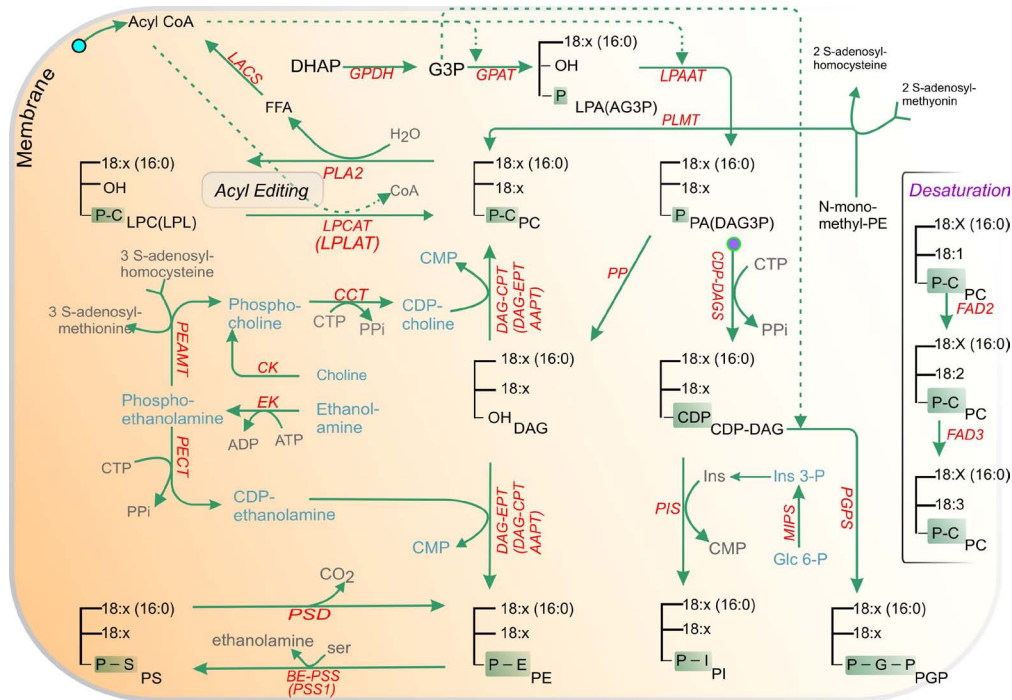 Membrane
Acyl CoA
LACS
FFA
DHAP
GPDH
G3P
GPAT
18:x (16:0)
OH
P
LPA(AG3P)
LPAAT
2 S-adenosyl-
homocysteine
2 S-adenosyl-
methyonin
PLMT
N-mono-
methyl-PE
H2O
PLA2
Acyl Editing
CoA
LPCAT
(LPLAT)
18:x (16:0)
OH
P-C
LPC(LPL)
18:x (16:0)
18:x
P-C
PC
18:x (16:0)
18:x
P
PA(DAG3P)
PP
CDP-DAGS
CTP
PPi
3 S-adenosyl-
homocysteine
3 S-adenosyl-
methionine
PEAMT
Phospho-
choline
CCT
CTP
PPi
CDP-
choline
CMP
DAG-CPT
(DAG-EPT
AAPT)
CK
Choline
Phospho-
ethanolamine
EK
ADP
ATP
Ethanol-
amine
18:x (16:0)
18:x
OH
DAG
18:x (16:0)
18:x
CDP
CDP-DAG
PECT
CTP
PPi
CDP-
ethanolamine
CMP
DAG-EPT
(DAG-CPT
AAPT)
PIS
Ins
Ins 3-P
CMP
MIPS
Glc 6-P
PGPS
18:x (16:0)
18:x
P – S
PS
CO2
PSD
ethanolamine
ser
BE-PSS
(PSS1)
18:x (16:0)
18:x
P – E
PE
18:x (16:0)
18:x
P – I
PI
18:x (16:0)
18:x
P – G – P
PGP
Desaturation
18:X (16:0)
18:1
P-C
PC
FAD2
18:X (16:0)
18:2
P-C
PC
FAD3
18:X (16:0)
18:3
P-C
PC